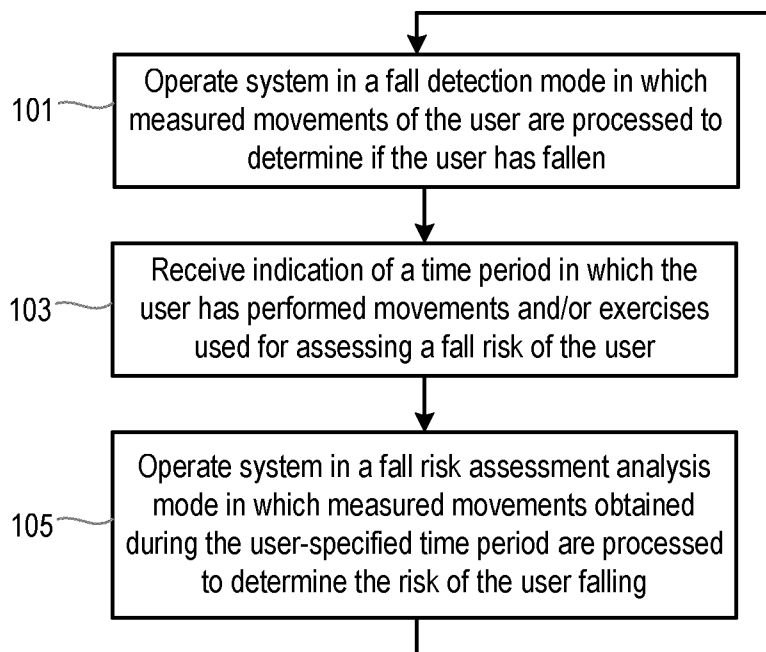 Operate system in a fall detection mode in which
101
measured movements of the user are processed to
determine if the user has fallen
Receive indication of a time period in which the
103
user has performed movements and/or exercises
used for assessing a fall risk of the user
Operate system in a fall risk assessment analysis
mode in which measured movements obtained
105
during the user-specified time period are processed
to determine the risk of the user falling